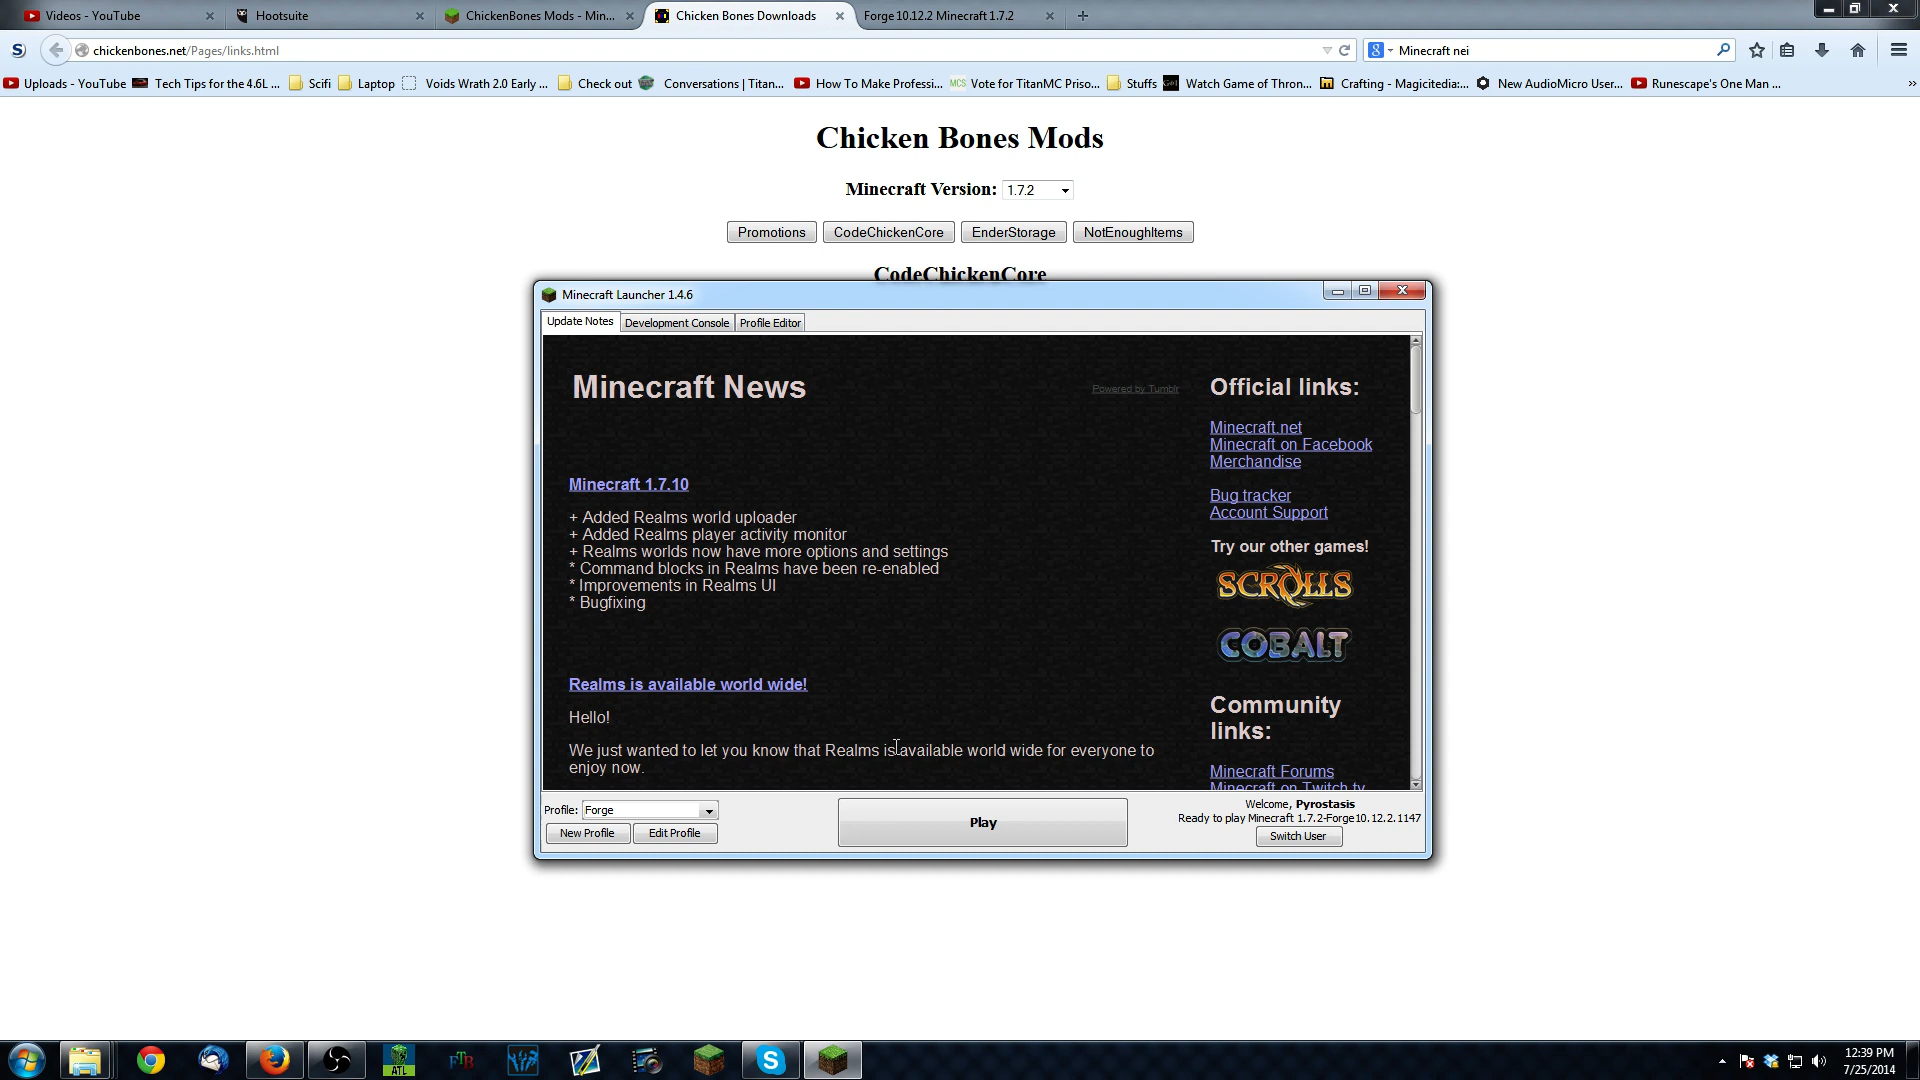 Videos - YouTube
Hootsuite
ChickenBones Mods - Min...
Chicken Bones Downloads
Forge 10.12.2 Minecraft 1.7.2
chickenbones.net/Pages/links.html
Minecraft nei
Uploads - YouTube
Tech Tips for the 4.6L ...
Scifi
Laptop
Voids Wrath 2.0 Early ...
Check out
Conversations | Titan...
How To Make Professi...
MCS
Vote for TitanMC Priso...
Stuffs
Watch Game of Thron...
Crafting - Magicitedia:...
New AudioMicro User...
Runescape's One Man ...
Chicken Bones Mods
Minecraft Version: 1.7.2
Promotions
CodeChickenCore
EnderStorage
NotEnoughItems
CodeChickenCore
Minecraft Launcher 1.4.6
Update Notes
Development Console
Profile Editor
Minecraft News
Powered by Tumblr
Minecraft 1.7.10
+ Added Realms world uploader
+ Added Realms player activity monitor
+ Realms worlds now have more options and settings
* Command blocks in Realms have been re-enabled
* Improvements in Realms UI
* Bugfixing
Realms is available world wide!
Hello!
We just wanted to let you know that Realms is available world wide for everyone to
enjoy now.
Official links:
Minecraft.net
Minecraft on Facebook
Merchandise
Bug tracker
Account Support
Try our other games!
SCROLLS
COBALT
Community
links:
Minecraft Forums
Minecraft on Twitch.tv
Profile: Forge
New Profile
Edit Profile
Play
Welcome, Pyrostasis
Ready to play Minecraft 1.7.2-Forge10.12.2.1147
Switch User
ATL
FTB
12:39 PM
7/25/2014